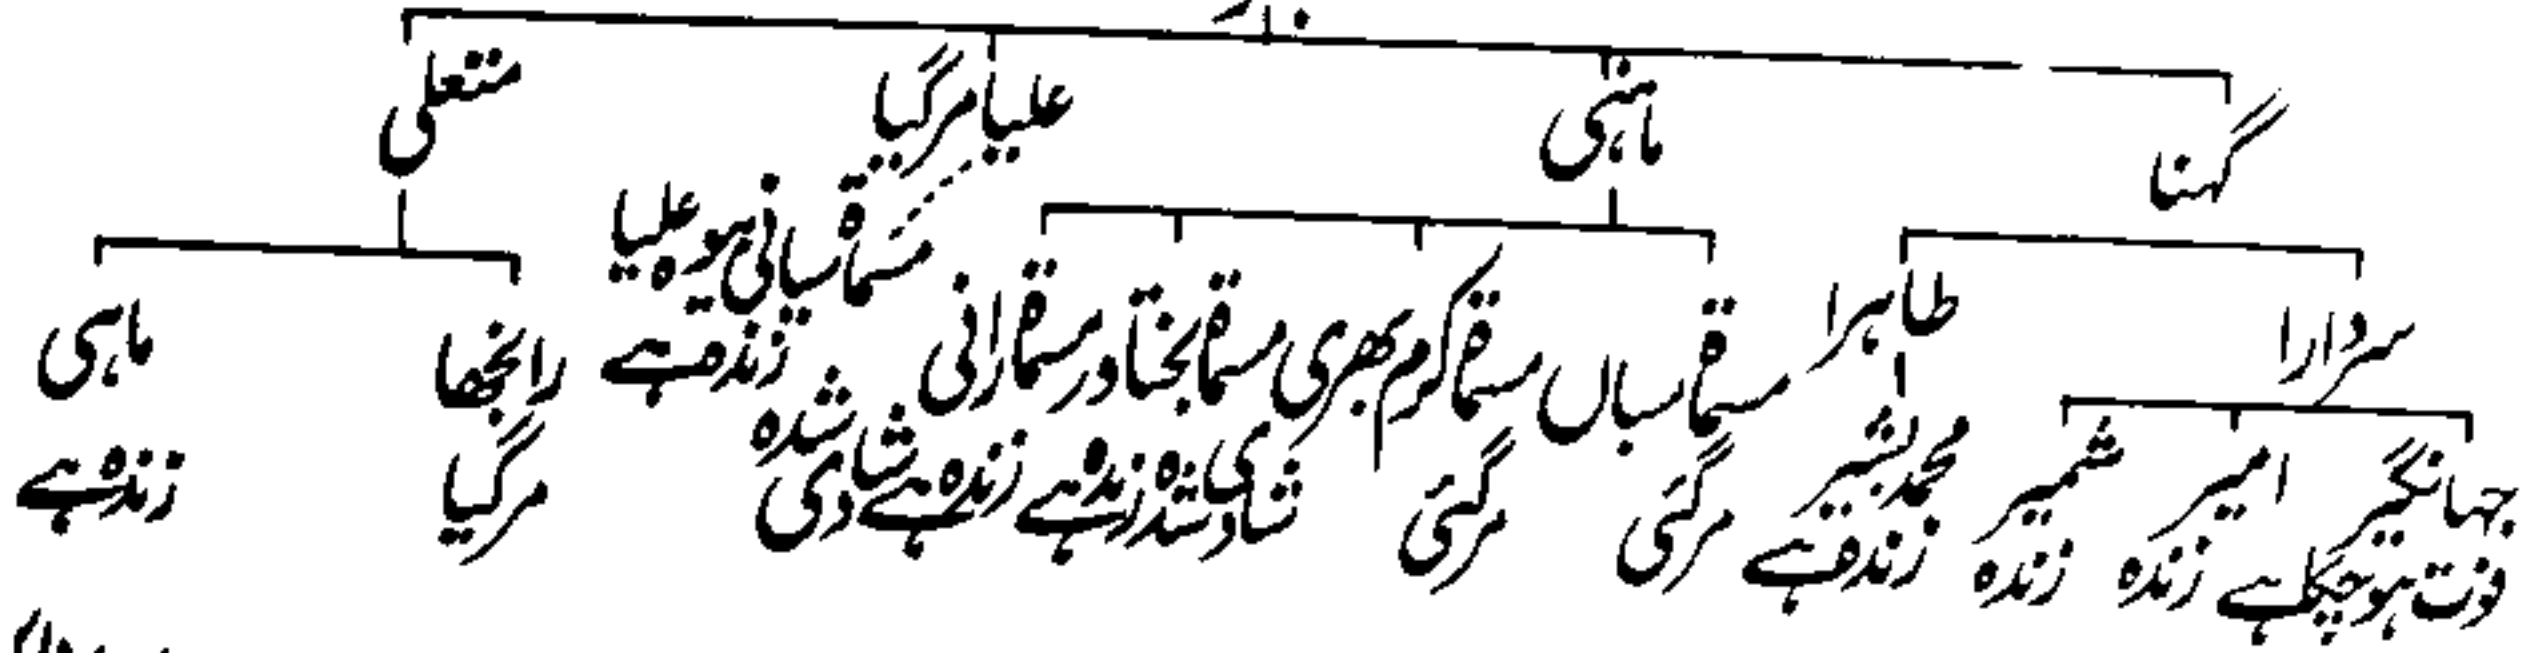 گہنا
ماہنی
علیا مرگیا
منتعلی
مسماۃ سبانی بیوہ علیا
زندہ ہے
سردارا
طاہرا
مسماۃ سباں
مسماۃ کرم بھری
مسماۃ بختاور
مسماۃ رانی
رانجھا
ماہی
جہانگیر
فوت ہو چکا ہے
امیر
زندہ
شمیر
زندہ
محمد بشیر
زندہ ہے
مرگئی
مرگئی
شادی شدہ زندہ ہے
شادی شدہ
زندہ ہے
مرگیا
زندہ ہے